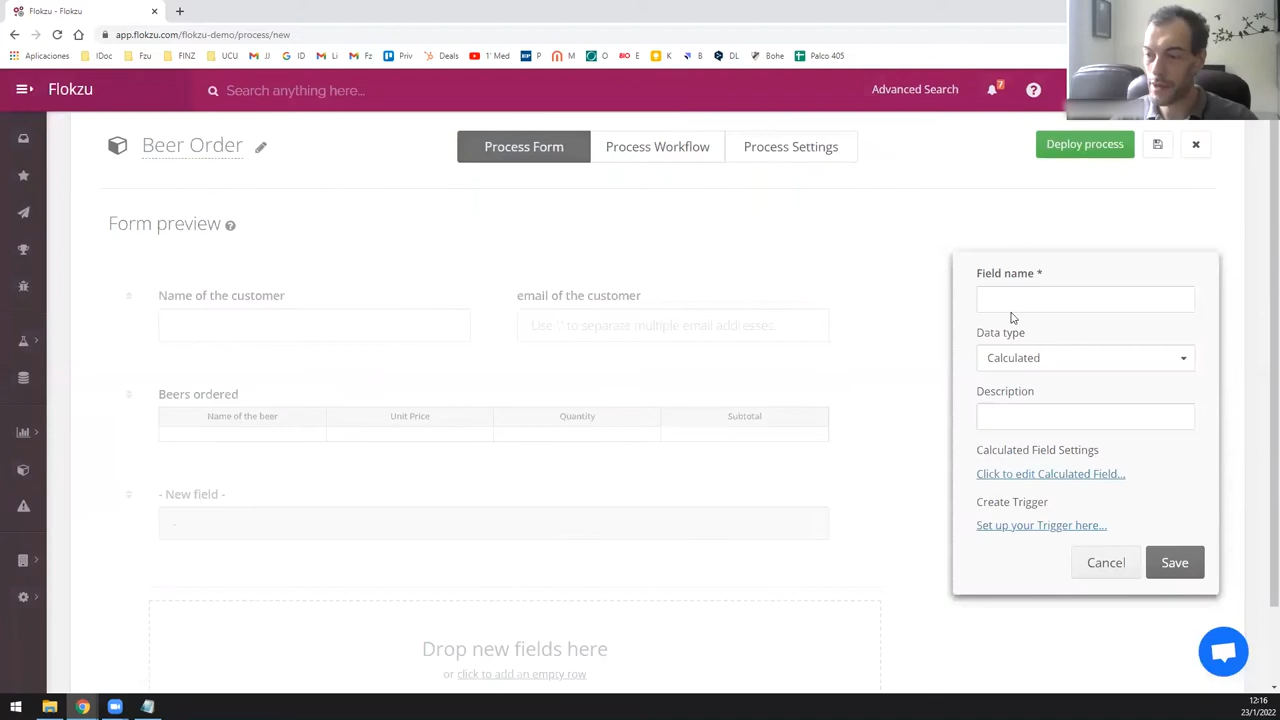 Flokzu - Flokzu
app.flokzu.com/flokzu-demo/process/new
Aplicaciones IDoc Fzu FINZ UCU JJ ID Li Fz Priv Deals 1' Med P M O E K B DL Bohe Palco 405
Flokzu Search anything here... Advanced Search 7
Beer Order Process Form Process Workflow Process Settings Deploy process
Form preview
Name of the customer email of the customer
Use ';' to separate multiple email addresses.
Beers ordered
Name of the beer Unit Price Quantity Subtotal
- New field -
-
Drop new fields here
or click to add an empty row
Field name *
Data type
Calculated
Description
Calculated Field Settings
Click to edit Calculated Field...
Create Trigger
Set up your Trigger here...
Cancel Save
12:16
23/1/2022